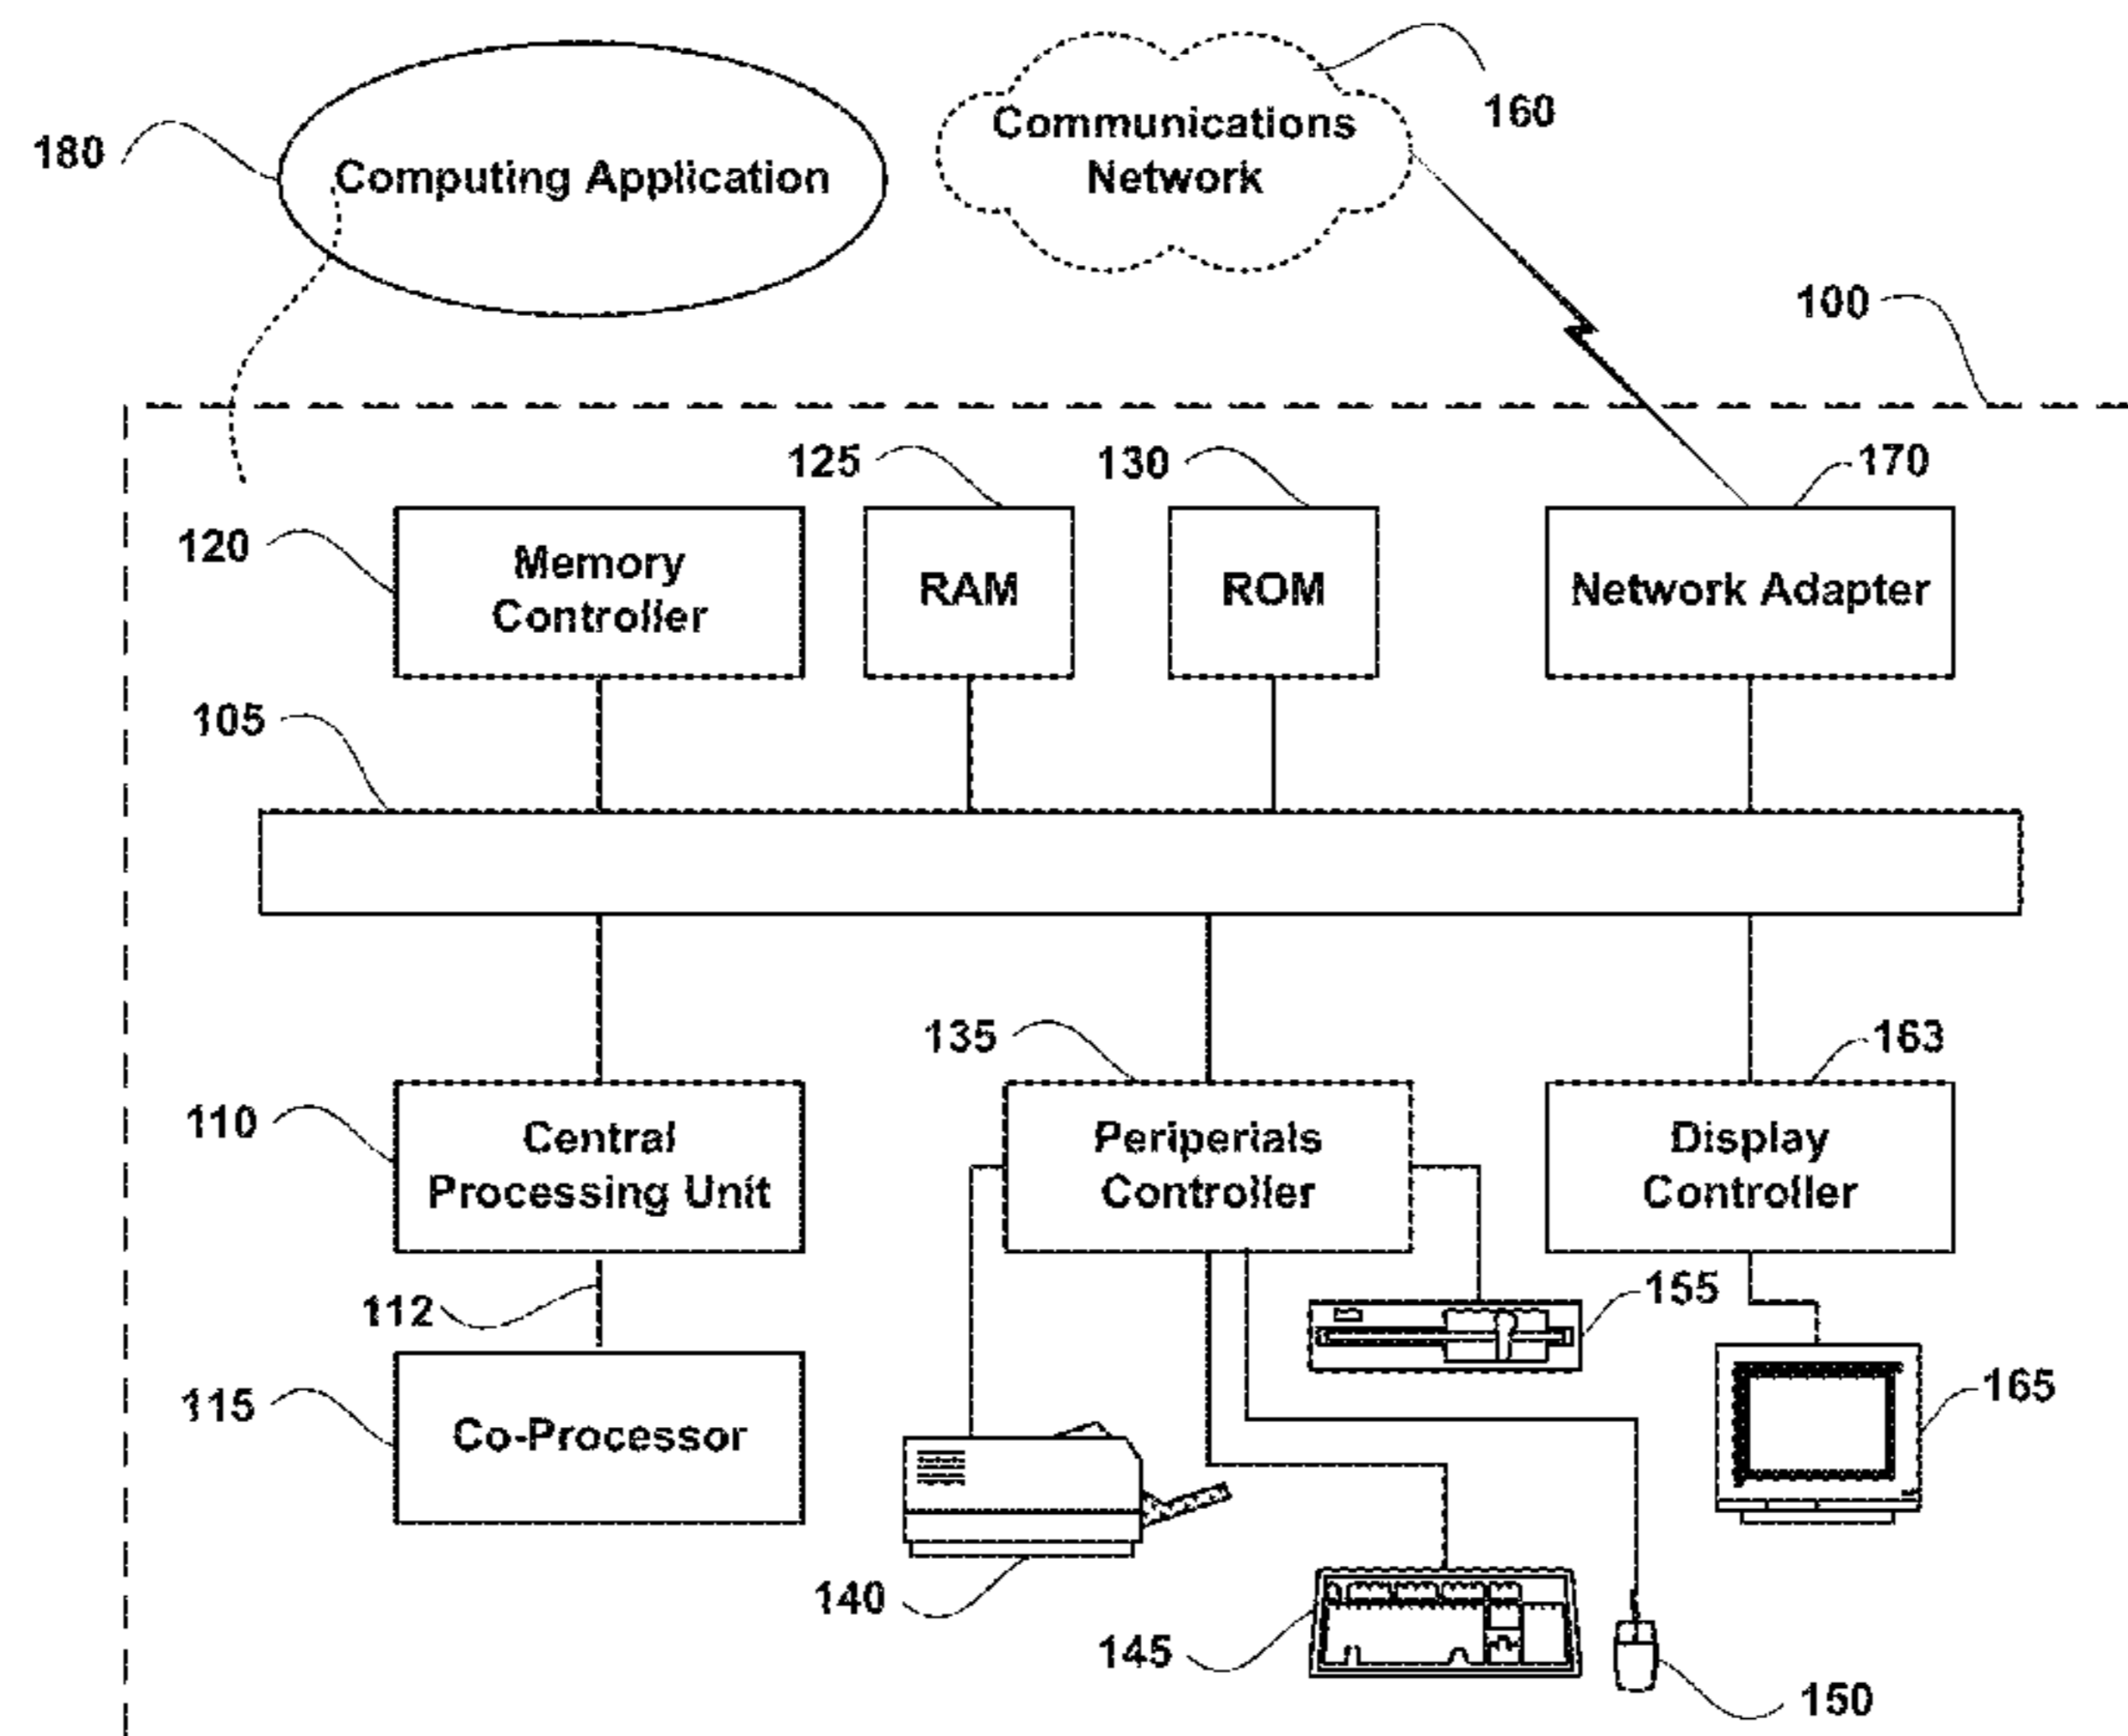 180
Computing Application
Communications
Network
160
100
125
130
170
120
Memory
Controller
RAM
ROM
Network Adapter
105
135
163
110
Central
Processing Unit
Periperials
Controller
Display
Controller
112
155
115
Co-Processor
165
140
145
150